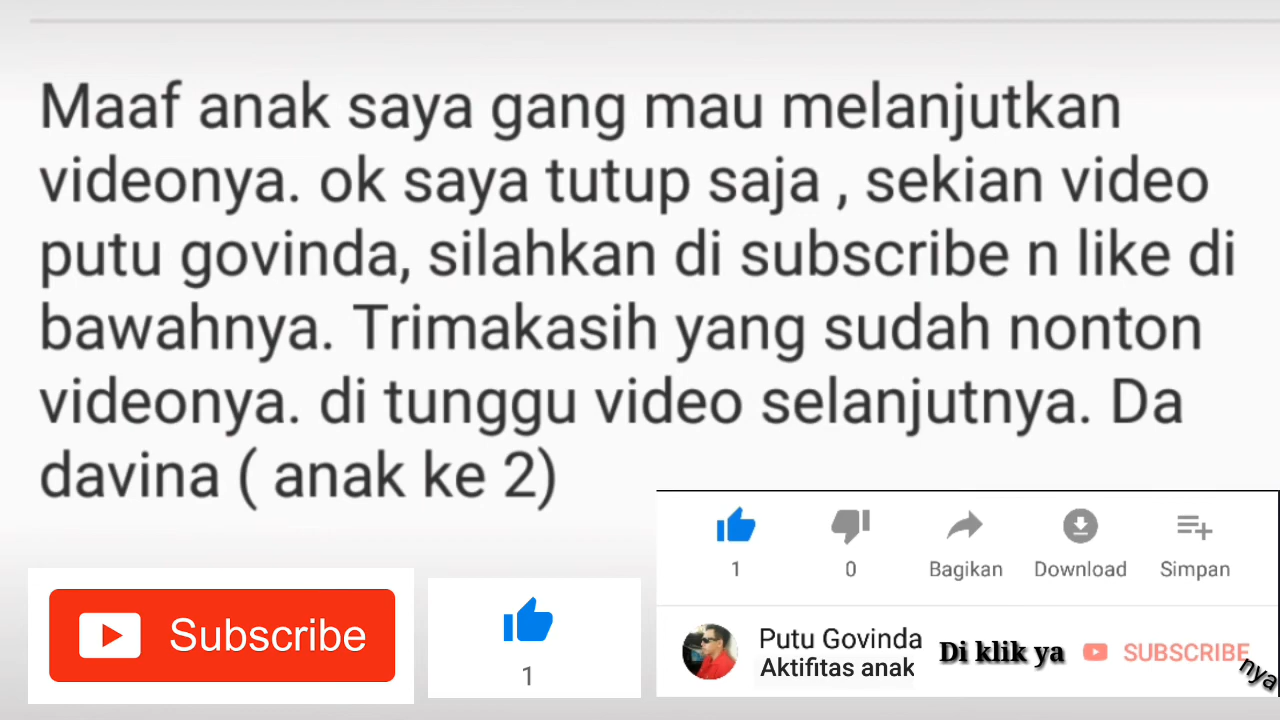 Maaf anak saya gang mau melanjutkan
videonya. ok saya tutup saja , sekian video
putu govinda, silahkan di subscribe n like di
bawahnya. Trimakasih yang sudah nonton
videonya. di tunggu video selanjutnya. Da
davina ( anak ke 2)
Subscribe
1
1
0
Bagikan
Download
Simpan
Putu Govinda
Aktifitas anak
Di klik ya
SUBSCRIBE
nya